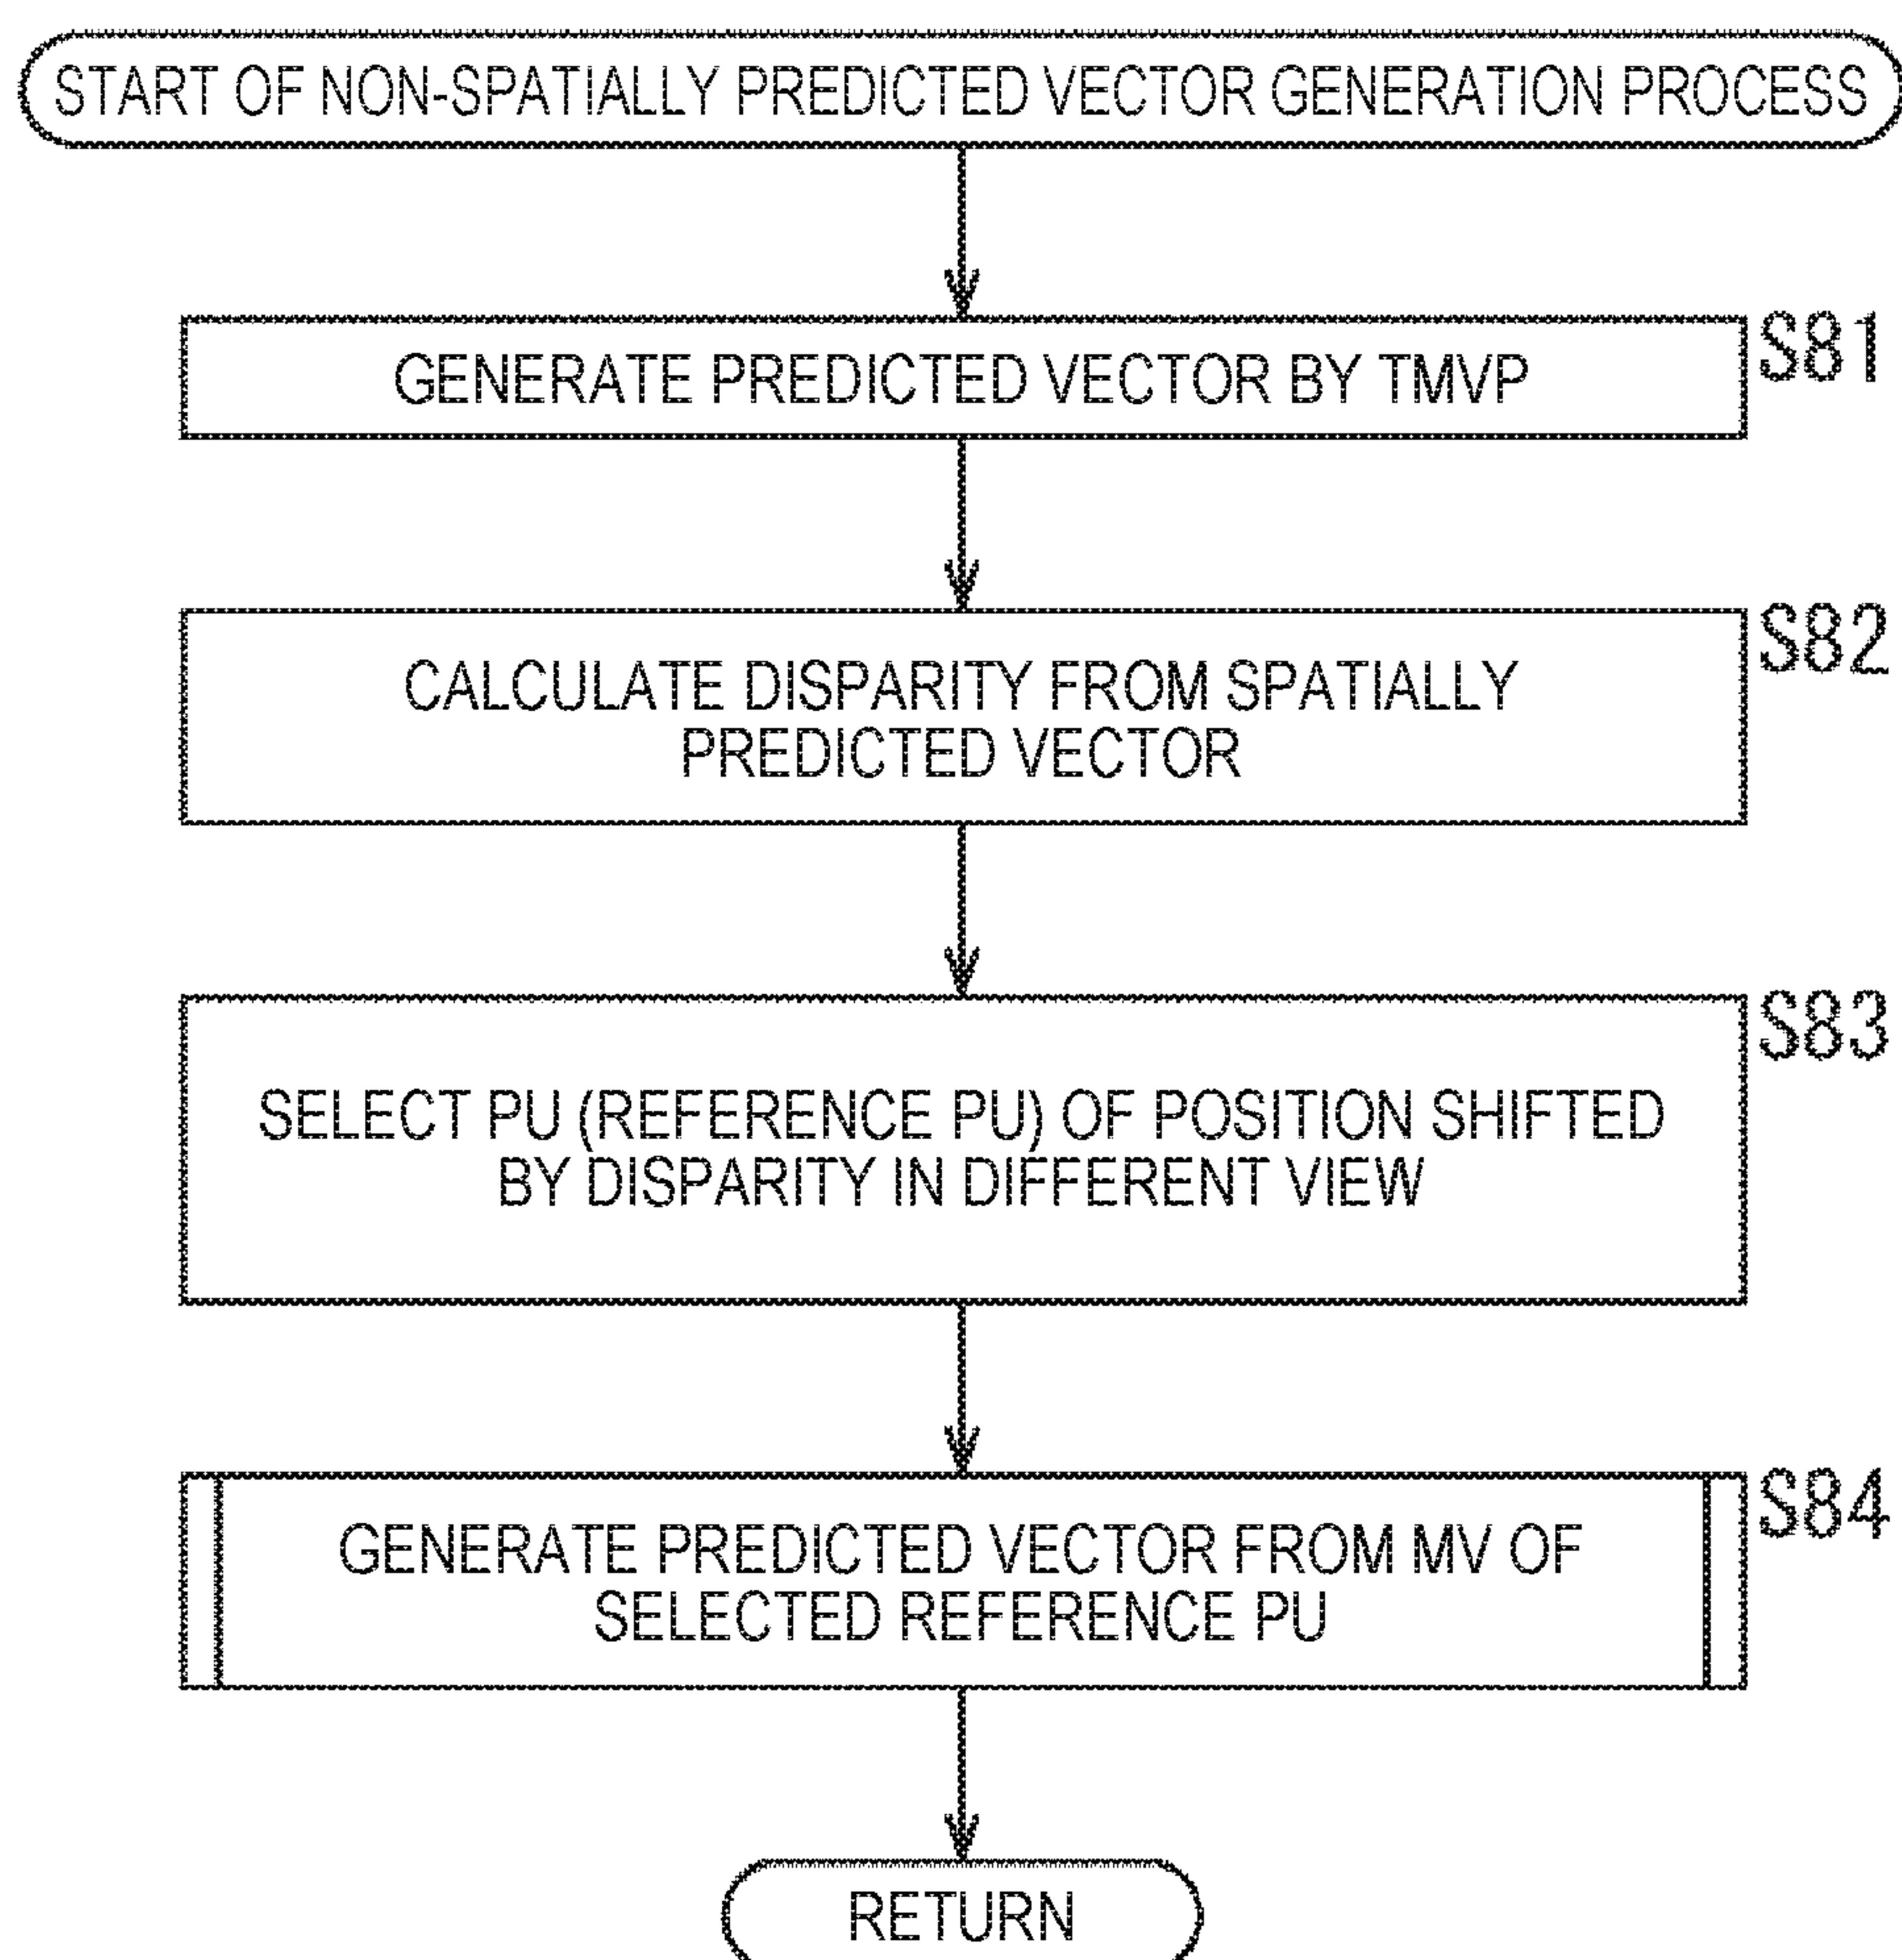 START OF NON-SPATIALLY PREDICTED VECTOR GENERATION PROCESS
GENERATE PREDICTED VECTOR BY TMVP
S81
CALCULATE DISPARITY FROM SPATIALLY
PREDICTED VECTOR
S82
SELECT PU (REFERENCE PU) OF POSITION SHIFTED
BY DISPARITY IN DIFFERENT VIEW
S83
GENERATE PREDICTED VECTOR FROM MV OF
SELECTED REFERENCE PU
S84
RETURN